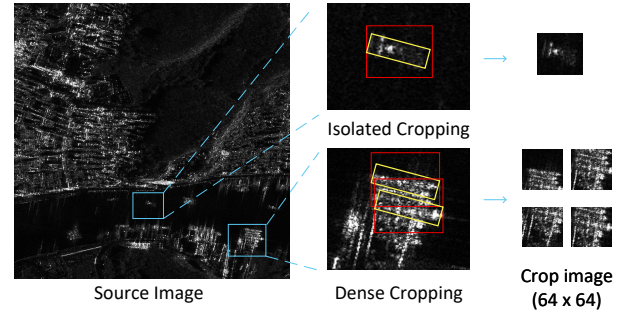 Isolated Cropping
Source Image
Dense Cropping
Crop image
(64 x 64)